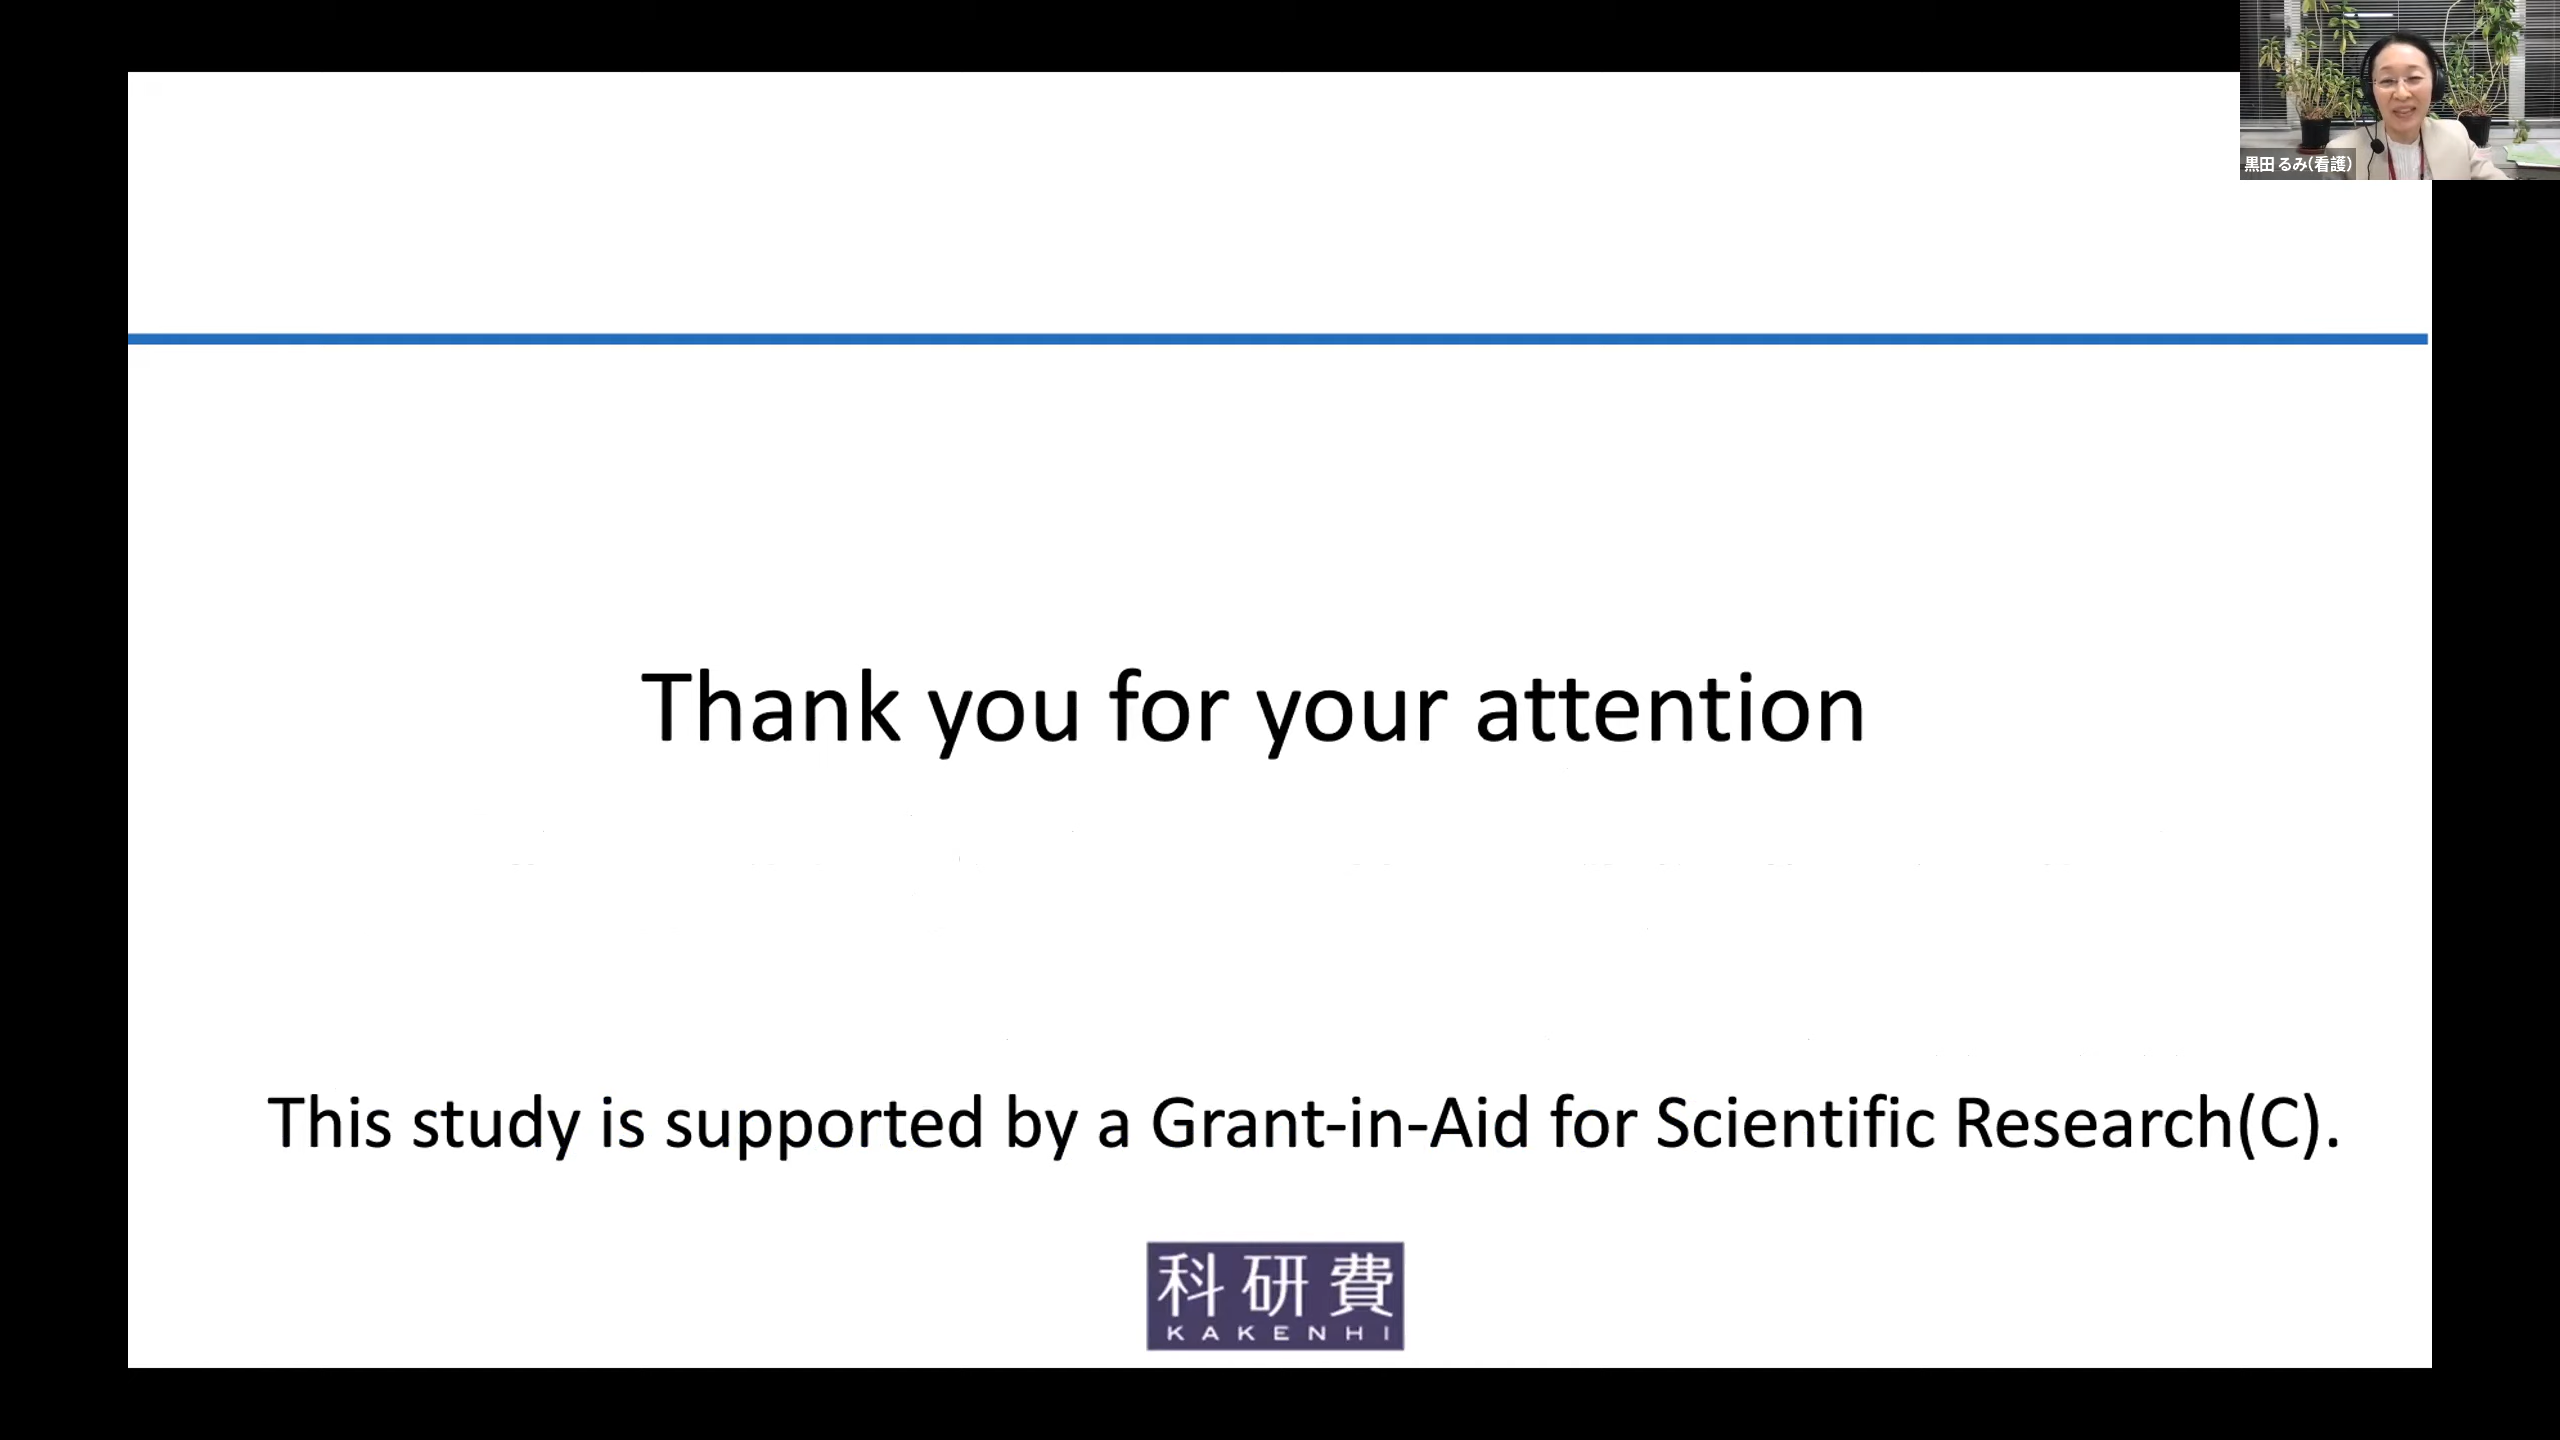 黒田 るみ(看護)
Thank you for your attention
This study is supported by a Grant-in-Aid for Scientific Research(C).
科研費
KAKENHI